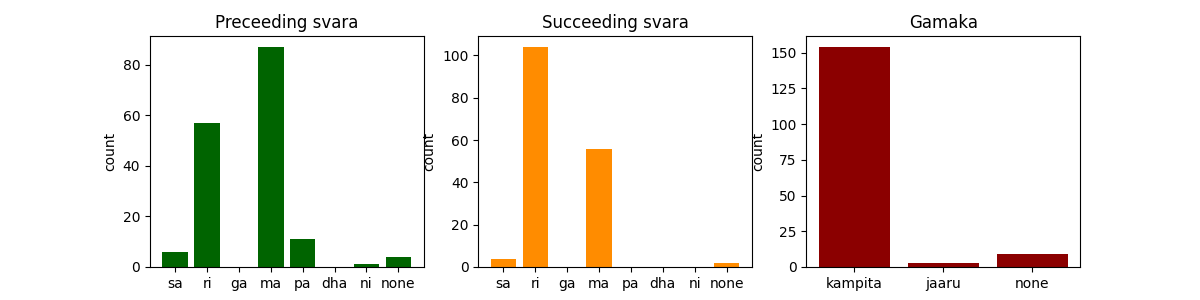 Preceeding svara
count
80
60
40
20
0
sa ri ga ma pa dha ni none
Succeeding svara
count
100
80
60
40
20
0
sa ri ga ma pa dha ni none
Gamaka
count
150
125
100
75
50
25
0
kampita jaaru none